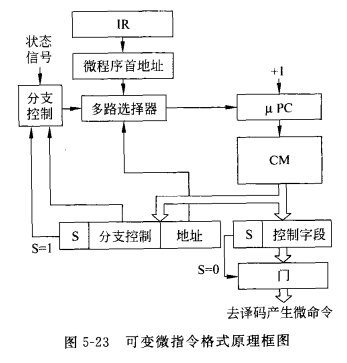 IR
状态
信号
微程序首地址
+1
分支
控制
多路选择器
μPC
CM
S 分支控制 地址
S 控制字段
S=1
S=0
门
去译码产生微命令
图 5-23 可变微指令格式原理框图